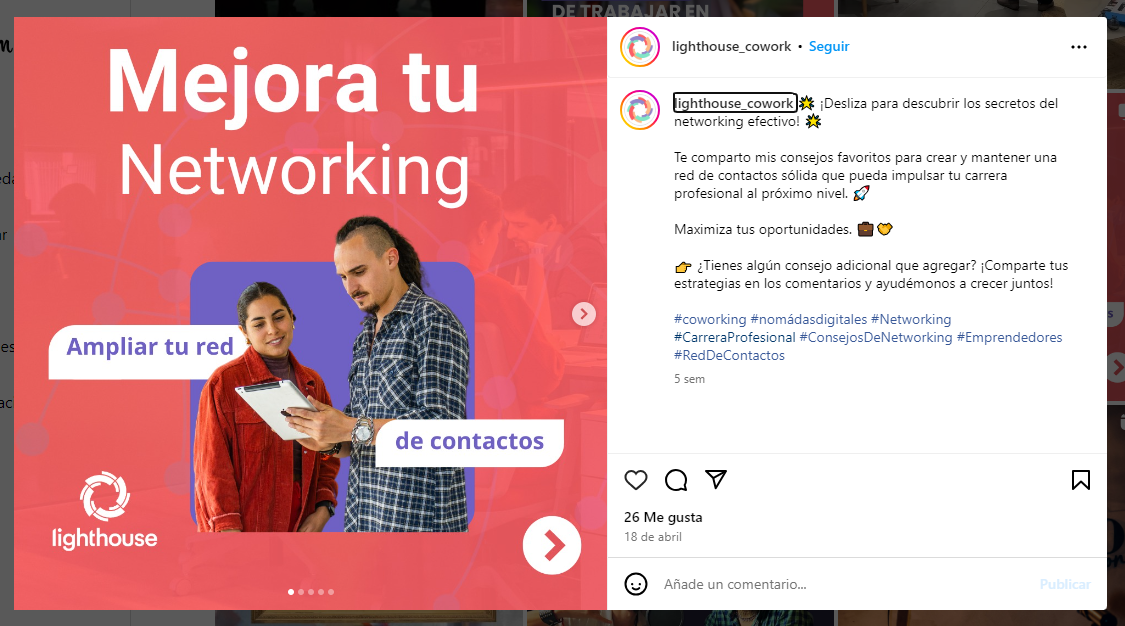 DE TRABAJAR EN
Mejora tu
Networking
Ampliar tu red
de contactos
lighthouse
lighthouse_cowork • Seguir
lighthouse_cowork🌟 ¡Desliza para descubrir los secretos del
networking efectivo! 🌟
Te comparto mis consejos favoritos para crear y mantener una
red de contactos sólida que pueda impulsar tu carrera
profesional al próximo nivel. 🚀
Maximiza tus oportunidades. 💼🤝
👉 ¿Tienes algún consejo adicional que agregar? ¡Comparte tus
estrategias en los comentarios y ayudémonos a crecer juntos!
#coworking #nomádasdigitales #Networking
#CarreraProfesional #ConsejosDeNetworking #Emprendedores
#RedDeContactos
5 sem
26 Me gusta
18 de abril
Añade un comentario...
Publicar